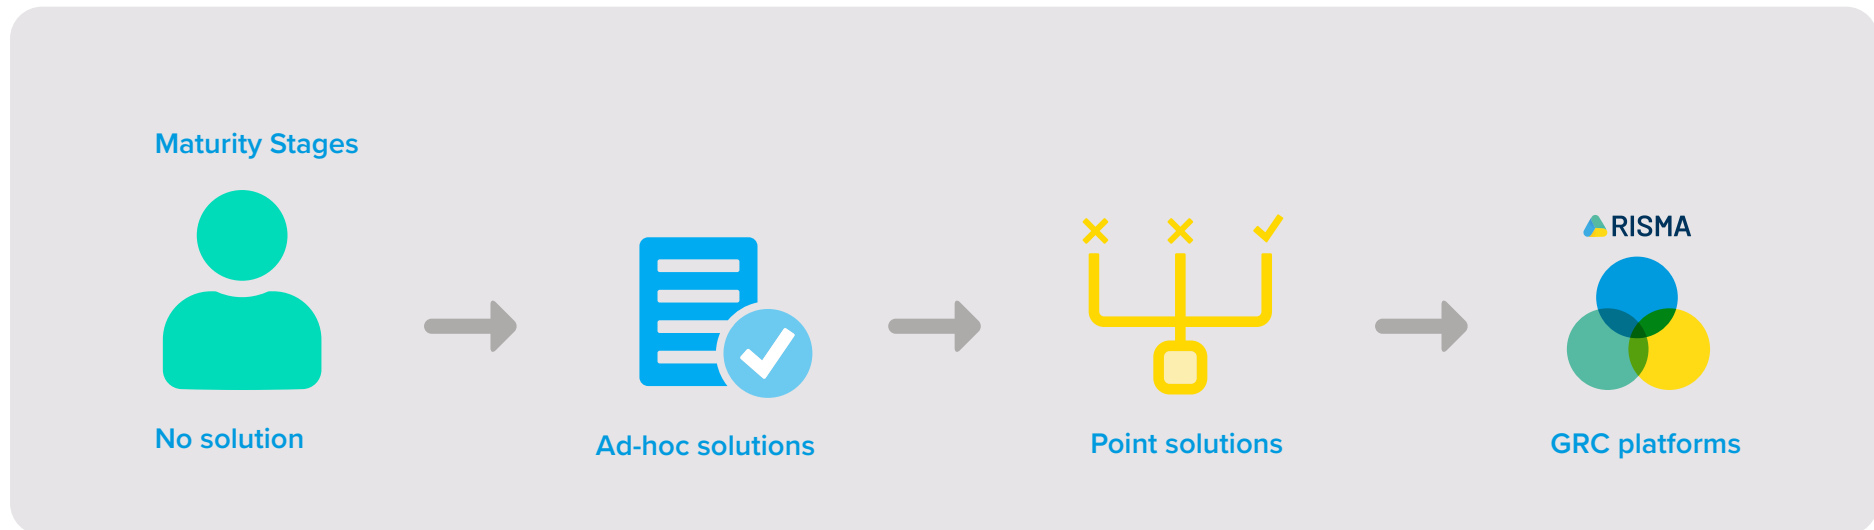 Maturity Stages
RISMA
No solution
Ad-hoc solutions
Point solutions
GRC platforms